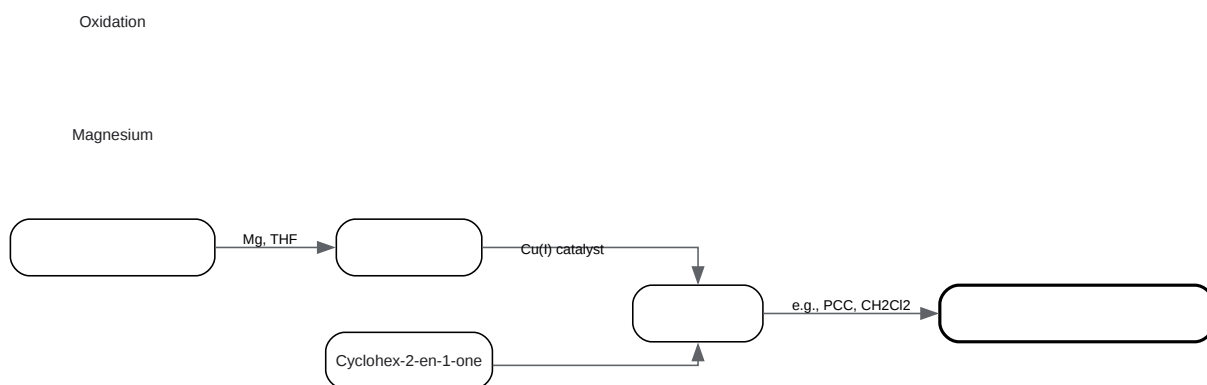 Oxidation
Magnesium
Mg, THF
Cu(I) catalyst
e.g., PCC, CH2Cl2
Cyclohex-2-en-1-one